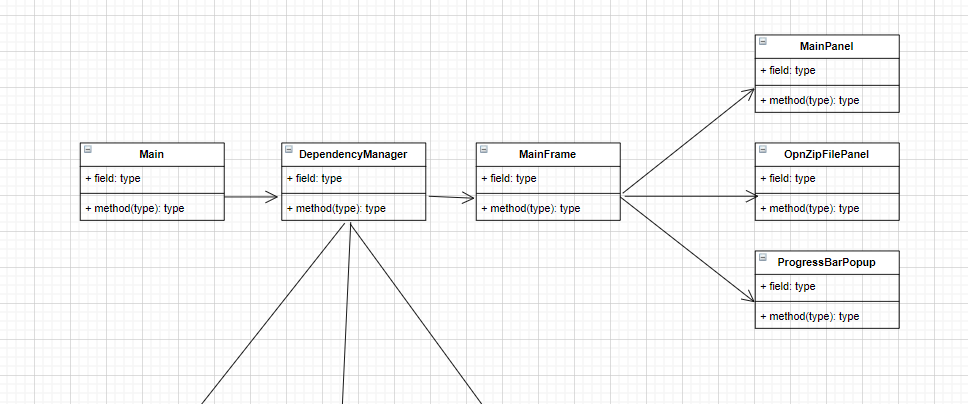 MainPanel
+ field: type
+ method(type): type
Main
+ field: type
+ method(type): type
DependencyManager
+ field: type
+ method(type): type
MainFrame
+ field: type
+ method(type): type
OpnZipFilePanel
+ field: type
+ method(type): type
ProgressBarPopup
+ field: type
+ method(type): type